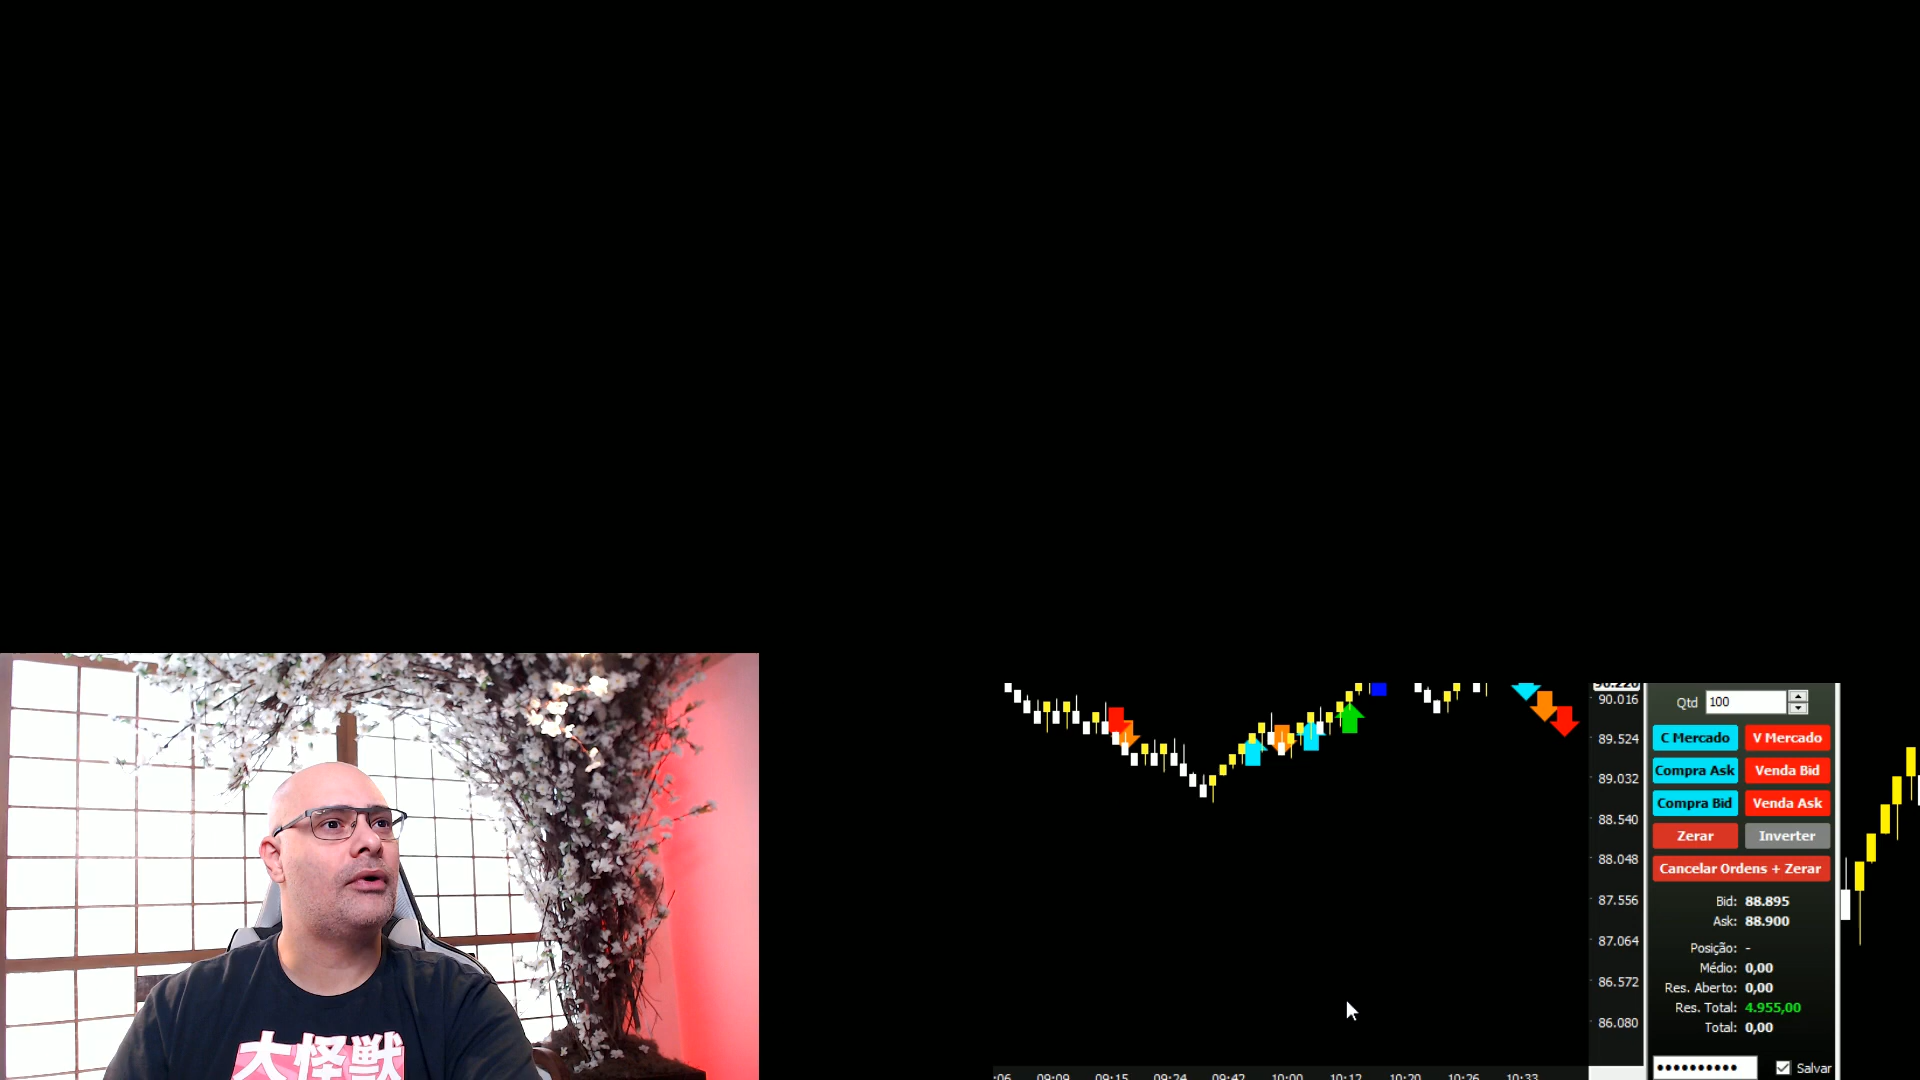 90.220
90.016
89.524
89.032
88.540
88.048
87.556
87.064
86.572
86.080
:06 09:09 09:15 09:24 09:42 10:00 10:12 10:20 10:26 10:33
Qtd 100
C Mercado V Mercado
Compra Ask Venda Bid
Compra Bid Venda Ask
Zerar Inverter
Cancelar Ordens + Zerar
Bid: 88.895
Ask: 88.900
Posição: -
Médio: 0,00
Res. Aberto: 0,00
Res. Total: 4.955,00
Total: 0,00
Salvar
大怪獣